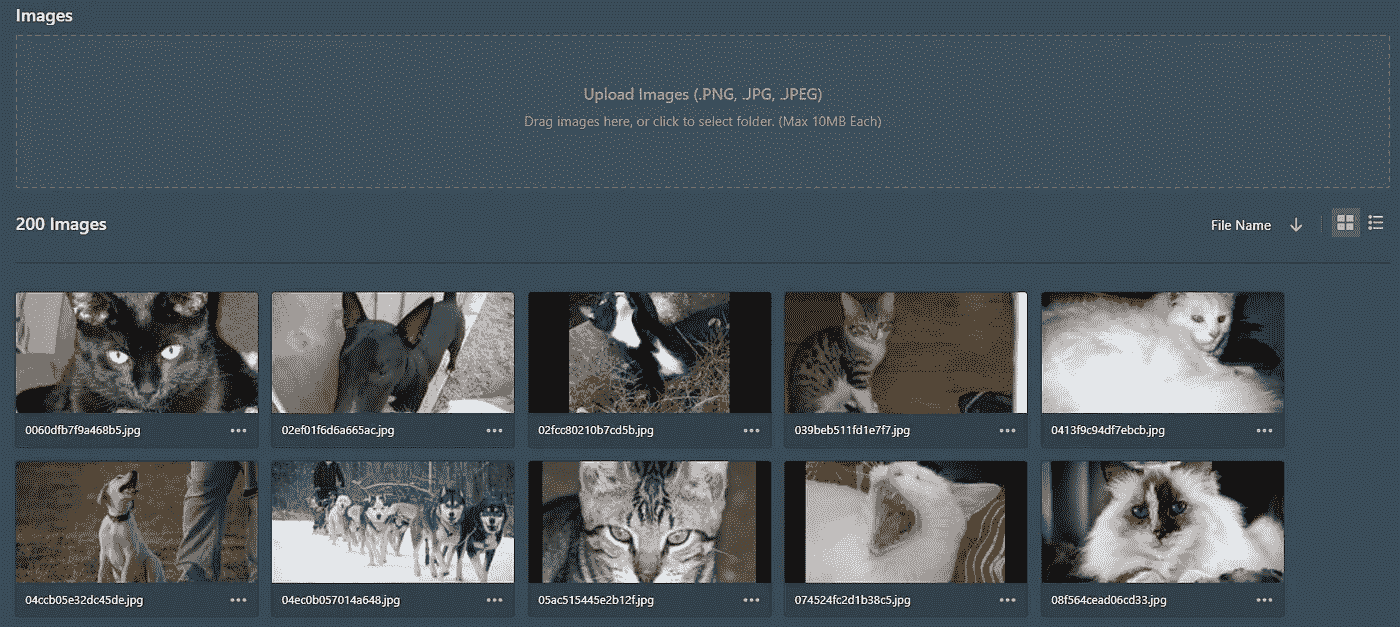 Images
Upload Images (.PNG, .JPG, .JPEG)
Drag images here, or click to select folder. (Max 10MB Each)
200 Images
File Name
0060dfb7f9a468b5.jpg
02ef01f6d6a665ac.jpg
02fcc80210b7cd5b.jpg
039beb511fd1e7f7.jpg
0413f9c94df7ebcb.jpg
04ccb05e32dc45de.jpg
04ec0b057014a648.jpg
05ac515445e2b12f.jpg
074524fc2d1b38c5.jpg
08f564cead06cd33.jpg